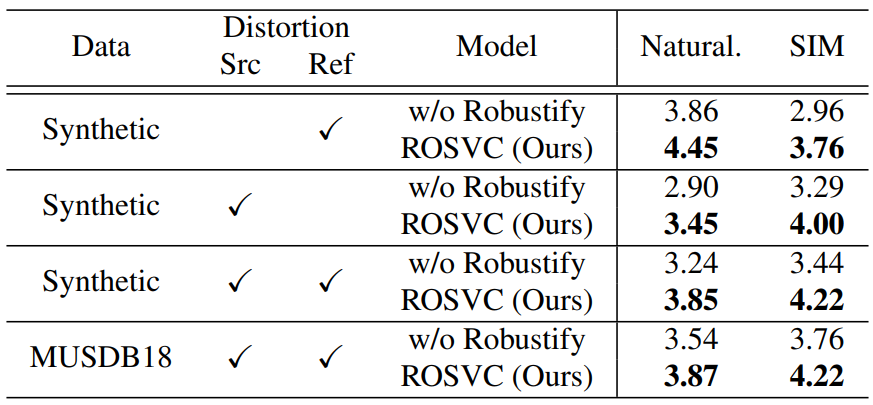 Data Distortion Model Natural. SIM
Src Ref
Synthetic ✓ w/o Robustify 3.86 2.96
ROSVC (Ours) 4.45 3.76
Synthetic ✓ w/o Robustify 2.90 3.29
ROSVC (Ours) 3.45 4.00
Synthetic ✓ ✓ w/o Robustify 3.24 3.44
ROSVC (Ours) 3.85 4.22
MUSDB18 ✓ ✓ w/o Robustify 3.54 3.76
ROSVC (Ours) 3.87 4.22